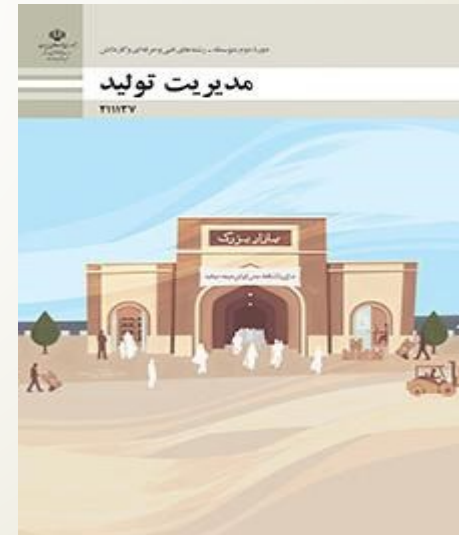 دورهٔ دوم متوسطه ـ رشته‌های فنی و حرفه‌ای و کاردانش
مدیریت تولید
۲۱۱۱۳۷
بازار بزرگ